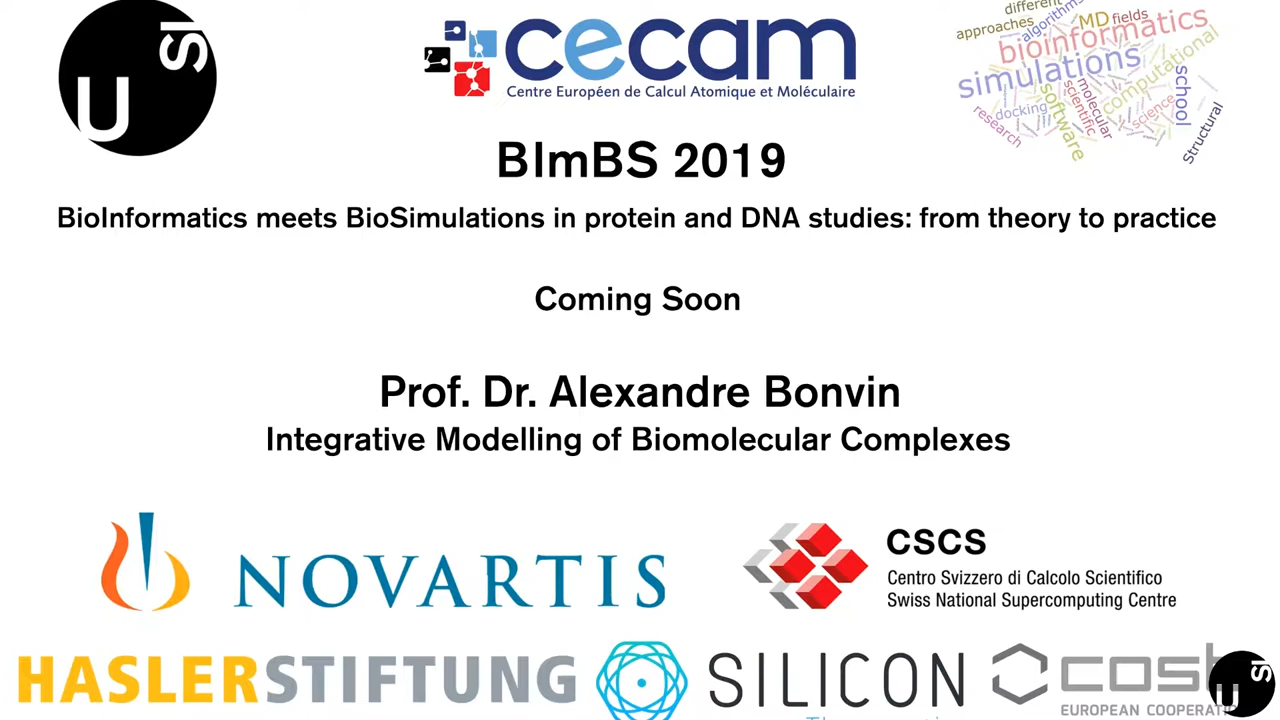 USI
cecam
Centre Européen de Calcul Atomique et Moléculaire
different
approaches
algorithms
MD
fields
bioinformatics
simulations
computational
school
software
scientific
molecular
docking
science
research
Structural
BImBS 2019
BioInformatics meets BioSimulations in protein and DNA studies: from theory to practice
Coming Soon
Prof. Dr. Alexandre Bonvin
Integrative Modelling of Biomolecular Complexes
NOVARTIS
CSCS
Centro Svizzero di Calcolo Scientifico
Swiss National Supercomputing Centre
HASLERSTIFTUNG
SILICON
cost
EUROPEAN COOPERATI
USI